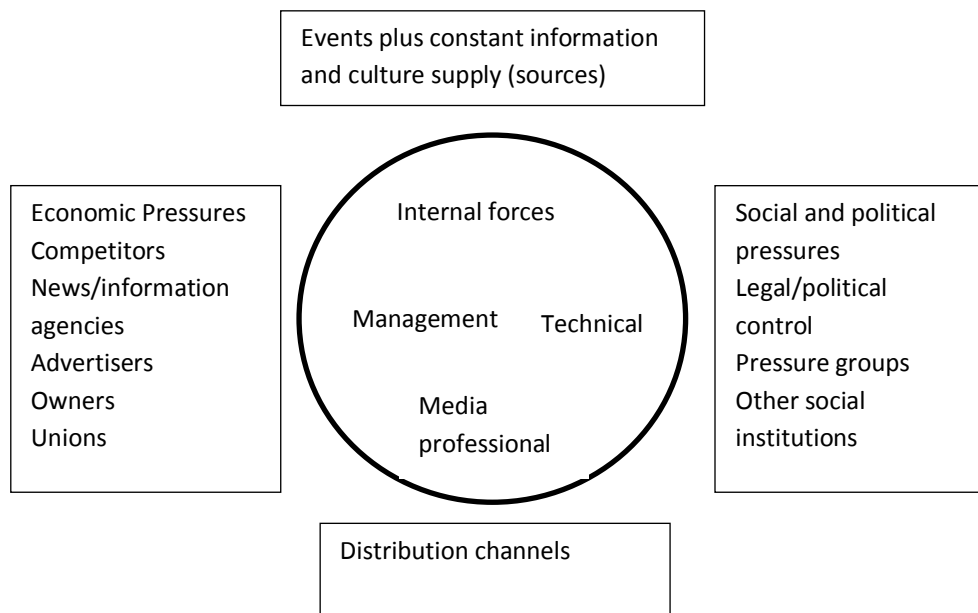 Events plus constant information
and culture supply (sources)
Economic Pressures
Competitors
News/information
agencies
Advertisers
Owners
Unions
Internal forces
Management
Technical
Media
professional
Social and political
pressures
Legal/political
control
Pressure groups
Other social
institutions
Distribution channels